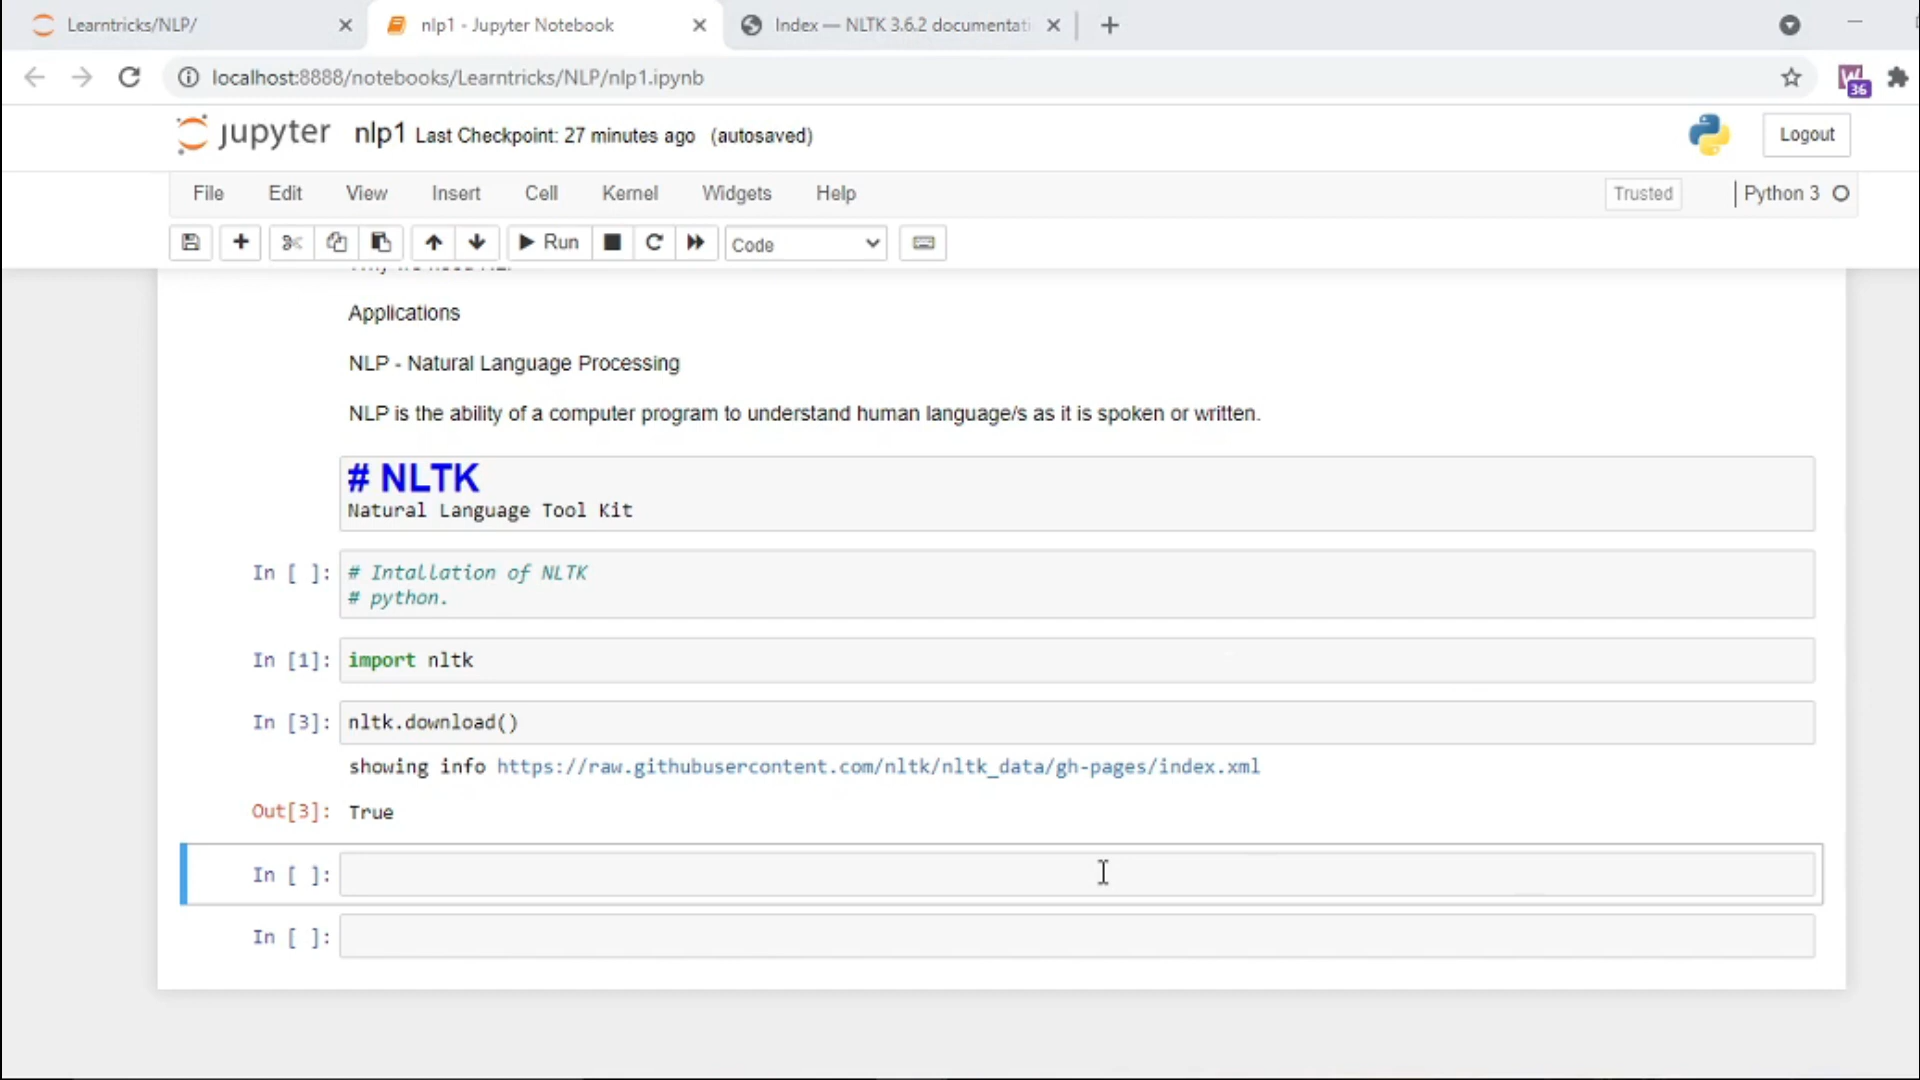 Learntricks/NLP/
nlp1 - Jupyter Notebook
Index — NLTK 3.6.2 documentati
localhost:8888/notebooks/Learntricks/NLP/nlp1.ipynb
36
jupyter nlp1 Last Checkpoint: 27 minutes ago (autosaved)
Logout
File Edit View Insert Cell Kernel Widgets Help
Trusted
Python 3
Run
Code
Applications
NLP - Natural Language Processing
NLP is the ability of a computer program to understand human language/s as it is spoken or written.
# NLTK
Natural Language Tool Kit
In [ ]: # Intallation of NLTK
# python.
In [1]: import nltk
In [3]: nltk.download()
showing info https://raw.githubusercontent.com/nltk/nltk_data/gh-pages/index.xml
Out[3]: True
In [ ]:
In [ ]: